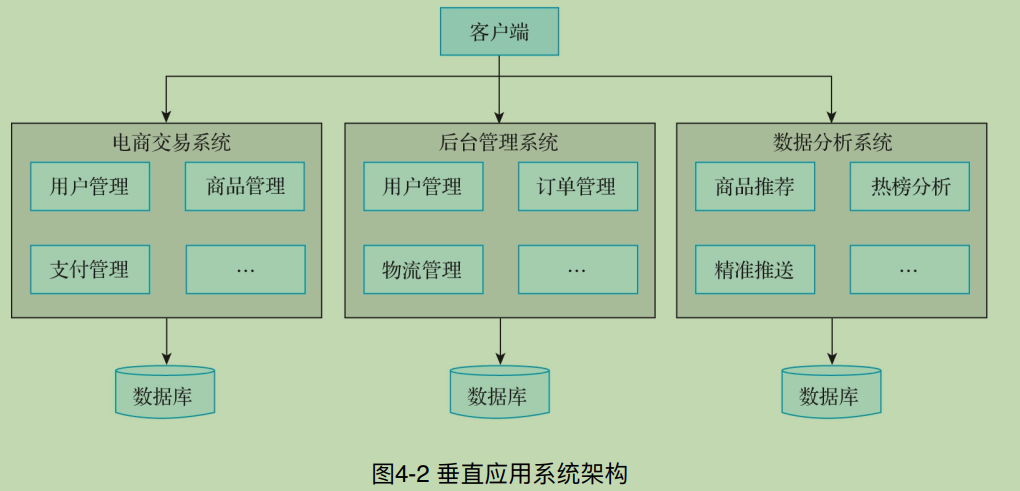 客户端
电商交易系统
用户管理
商品管理
支付管理
…
后台管理系统
用户管理
订单管理
物流管理
…
数据分析系统
商品推荐
热榜分析
精准推送
…
数据库
数据库
数据库
图4-2 垂直应用系统架构